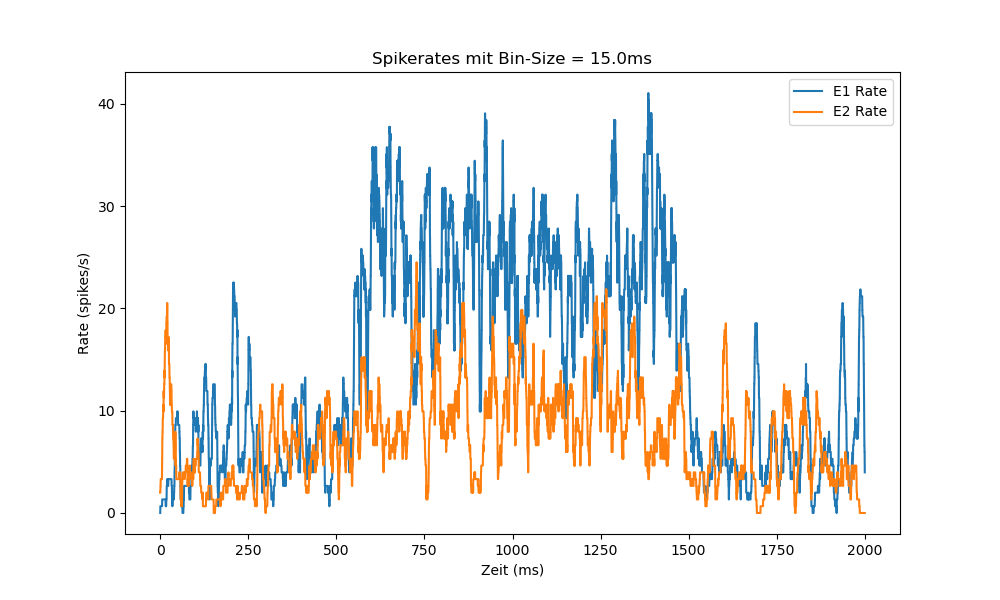 Spikerates mit Bin-Size = 15.0ms
E1 Rate
E2 Rate
Rate (spikes/s)
40
30
20
10
0
0 250 500 750 1000 1250 1500 1750 2000
Zeit (ms)